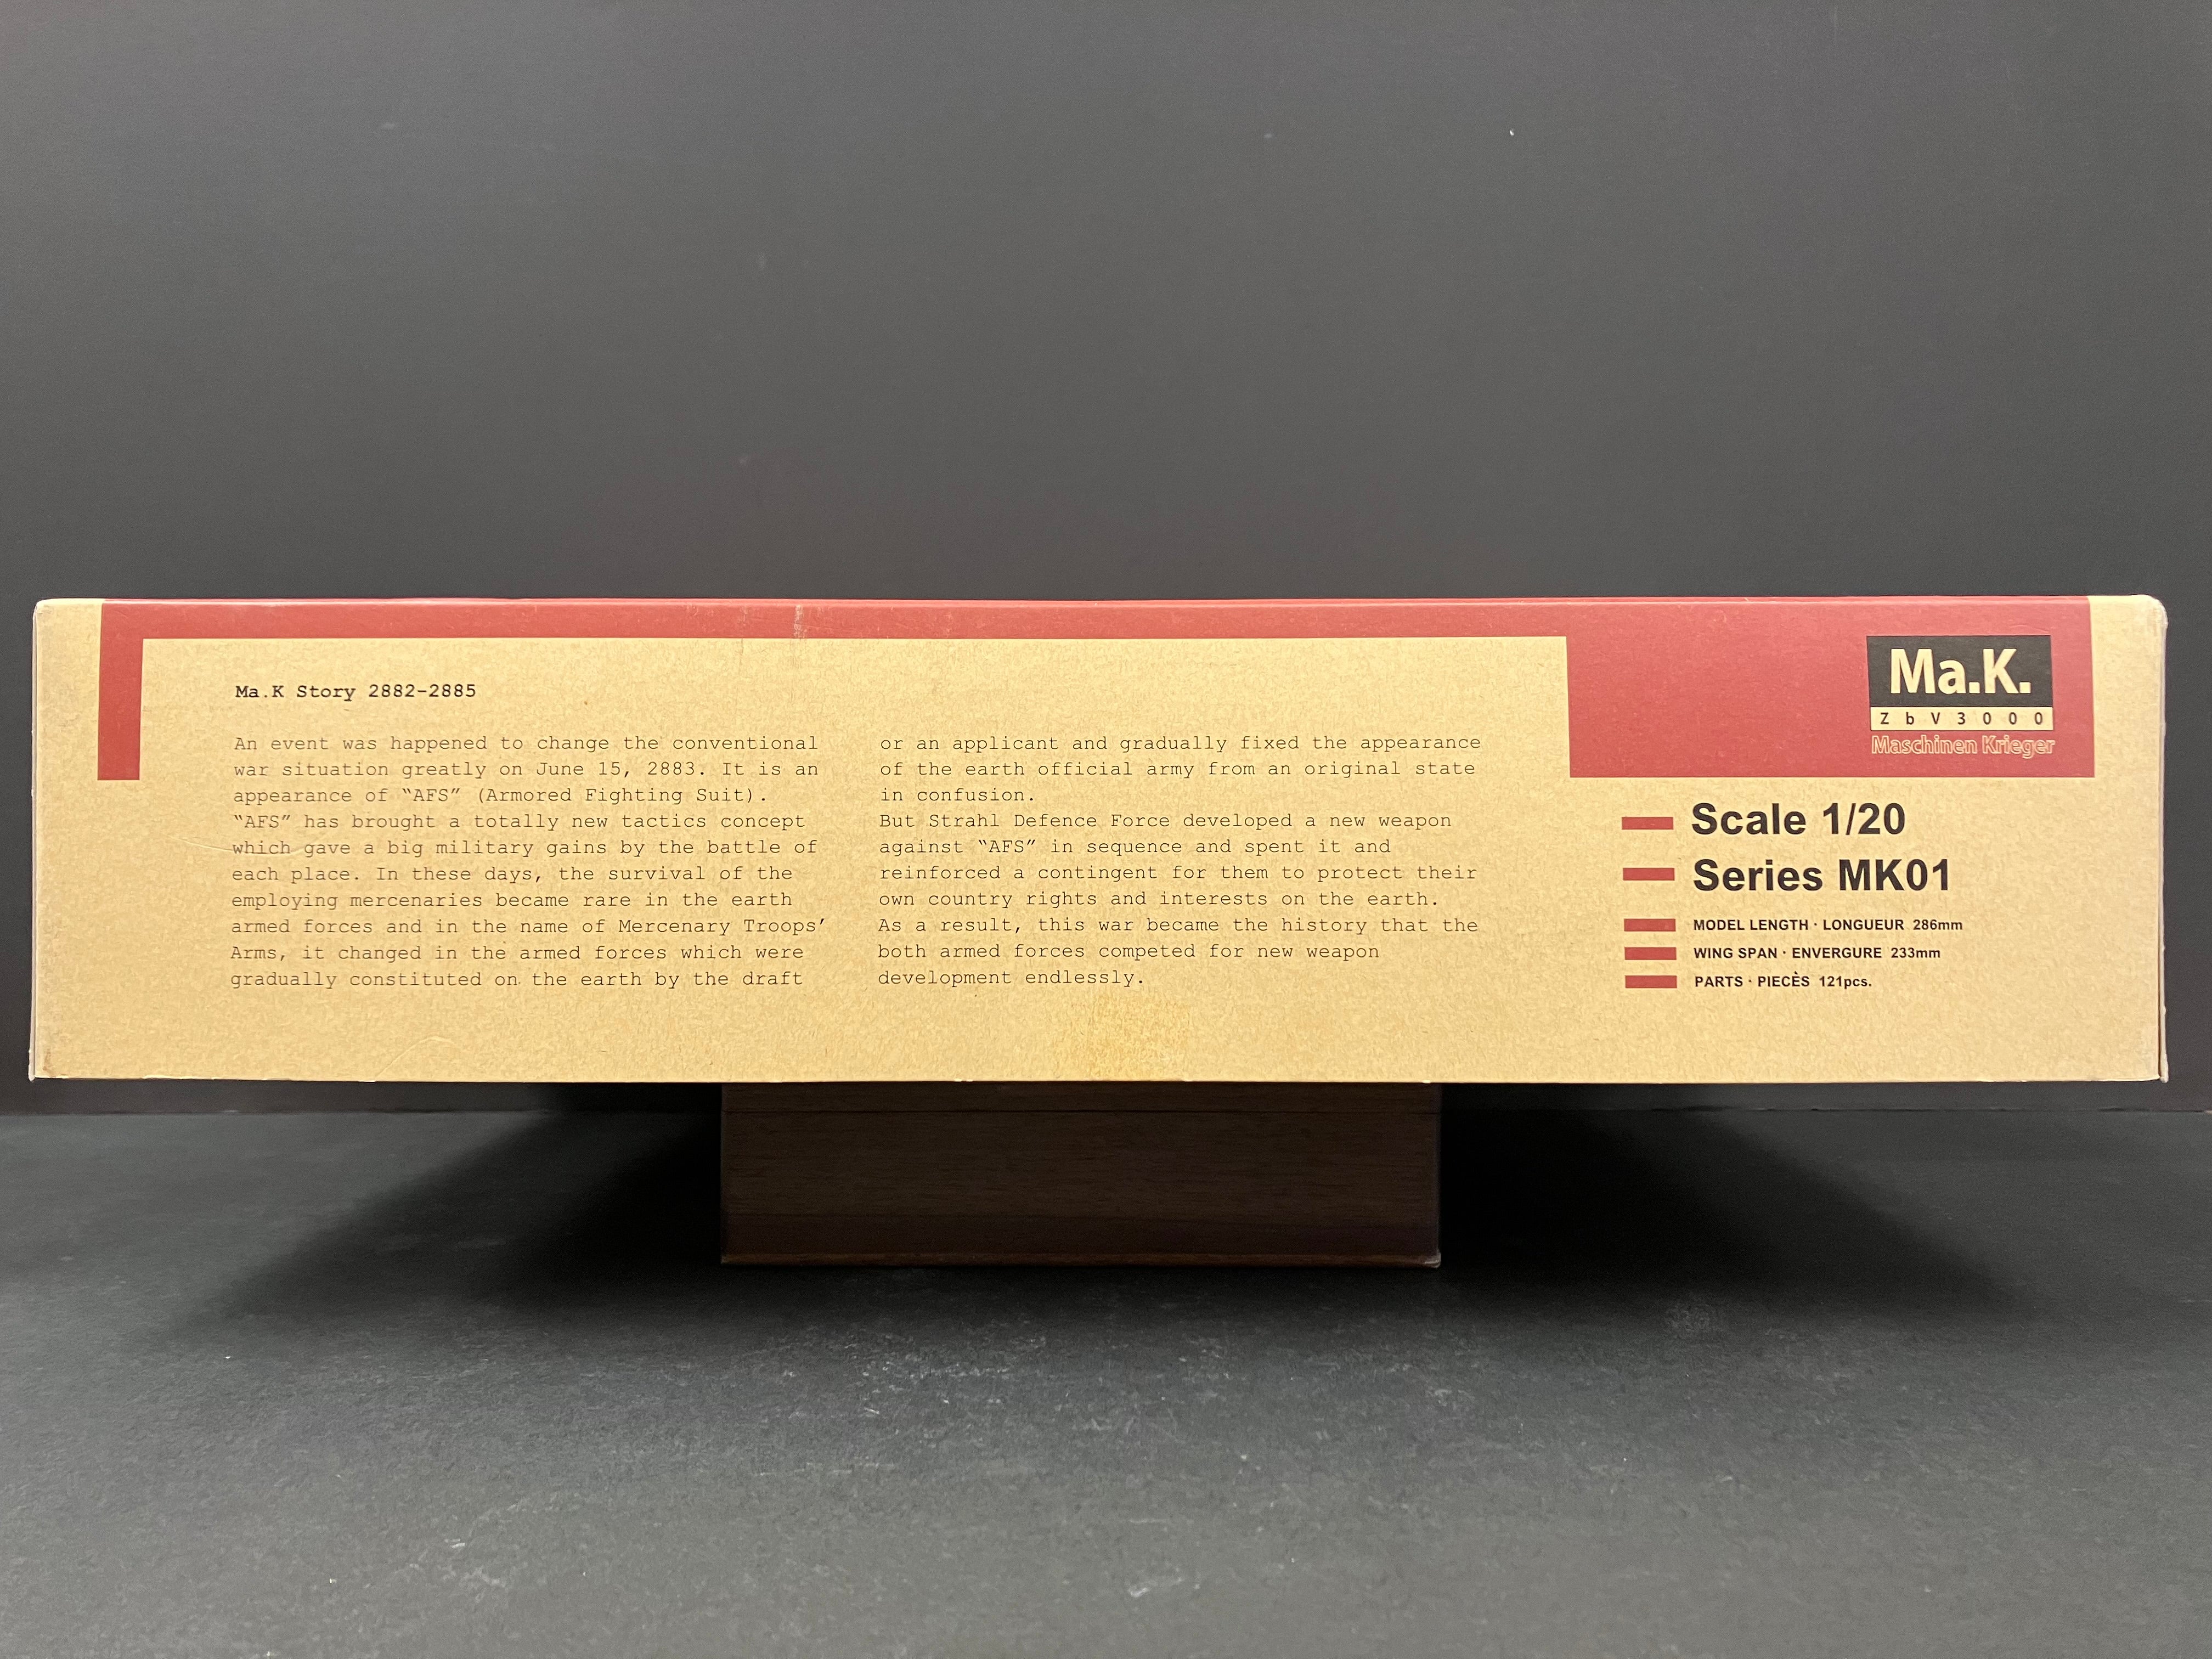 Ma.K Story 2882-2885
An event was happened to change the conventional
war situation greatly on June 15, 2883. It is an
appearance of “AFS” (Armored Fighting Suit).
“AFS” has brought a totally new tactics concept
which gave a big military gains by the battle of
each place. In these days, the survival of the
employing mercenaries became rare in the earth
armed forces and in the name of Mercenary Troops’
Arms, it changed in the armed forces which were
gradually constituted on the earth by the draft
or an applicant and gradually fixed the appearance
of the earth official army from an original state
in confusion.
But Strahl Defence Force developed a new weapon
against “AFS” in sequence and spent it and
reinforced a contingent for them to protect their
own country rights and interests on the earth.
As a result, this war became the history that the
both armed forces competed for new weapon
development endlessly.
Ma.K.
ZbV3000
Maschinen Krieger
Scale 1/20
Series MK01
MODEL LENGTH · LONGUEUR 286mm
WING SPAN · ENVERGURE 233mm
PARTS · PIECÈS 121pcs.